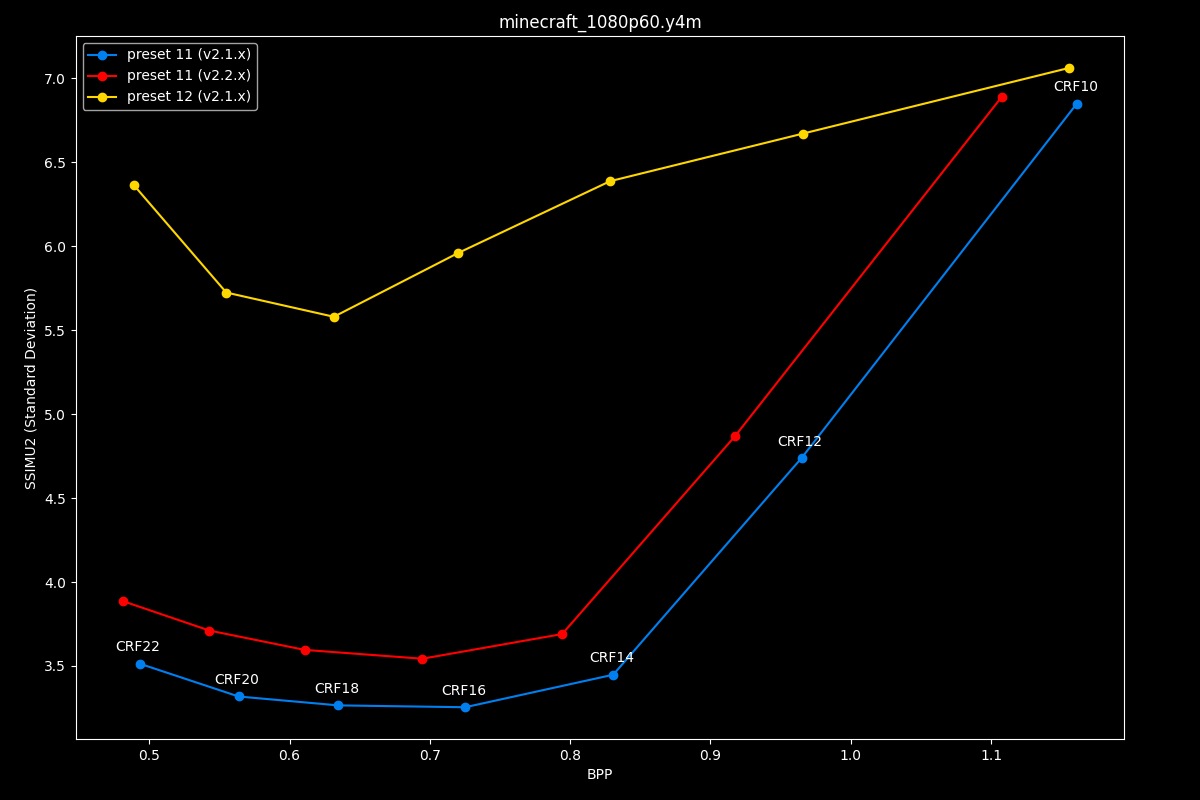 minecraft_1080p60.y4m
preset 11 (v2.1.x)
preset 11 (v2.2.x)
preset 12 (v2.1.x)
SSIMU2 (Standard Deviation)
7.0
6.5
6.0
5.5
5.0
4.5
4.0
3.5
CRF22
CRF20
CRF18
CRF16
CRF14
CRF12
CRF10
0.5
0.6
0.7
0.8
0.9
1.0
1.1
BPP